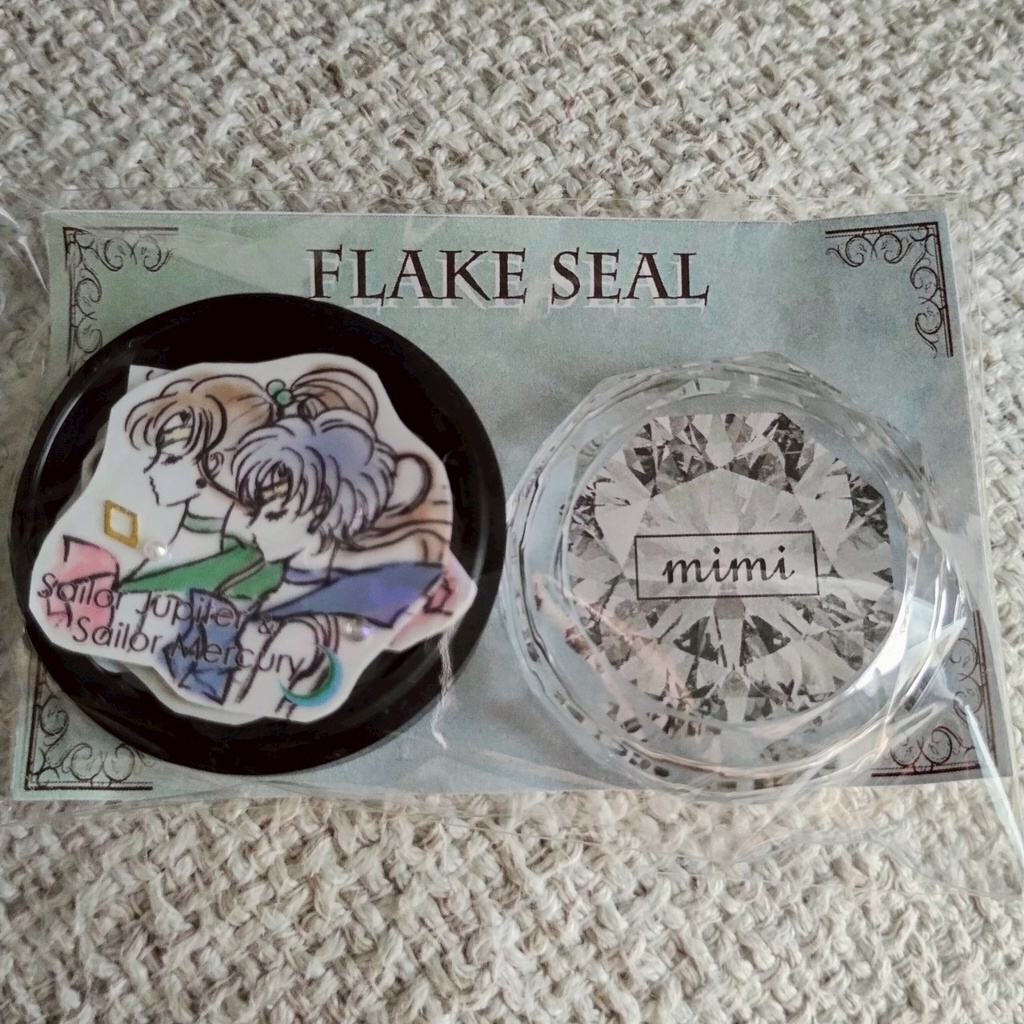 FLAKE SEAL
Sailor Jupiter &
Sailor Mercury
mimi